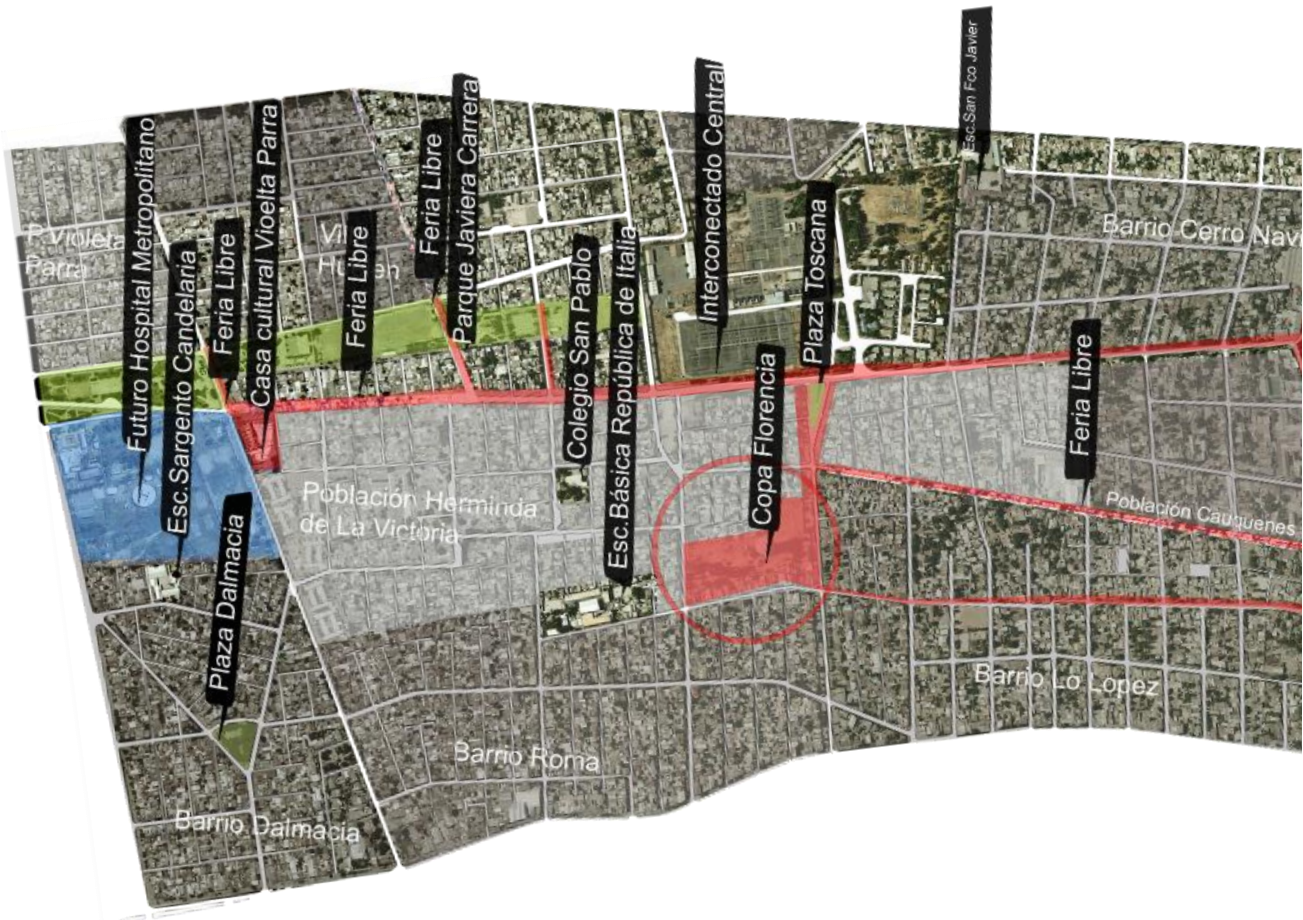 Esc.San Fco Javier
Interconectado Central
Parque Javiera Carrera
Feria Libre
Casa cultural Vioelta Parra
Futuro Hospital Metropolitano
Plaza Toscana
Feria Libre
Feria Libre
Esc.Sargento Candelaria
Colegio San Pablo
Esc.Básica República de Italia
Copa Florencia
Feria Libre
Plaza Dalmacia
P.Violeta
Parra
Barrio Cerro Navi
Población Herminda
de La Victoria
Población Cauquenes
Barrio Lo Lopez
Barrio Roma
Barrio Dalmacia